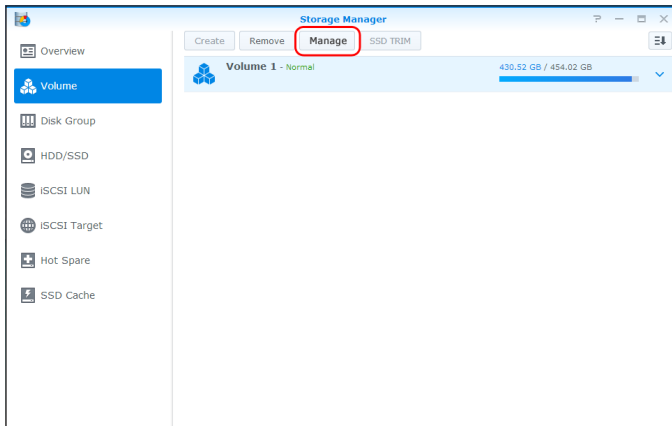 Storage Manager
Create Remove Manage SSD TRIM
Overview
Volume
Disk Group
HDD/SSD
iSCSI LUN
iSCSI Target
Hot Spare
SSD Cache
Volume 1 - Normal
430.52 GB / 454.02 GB